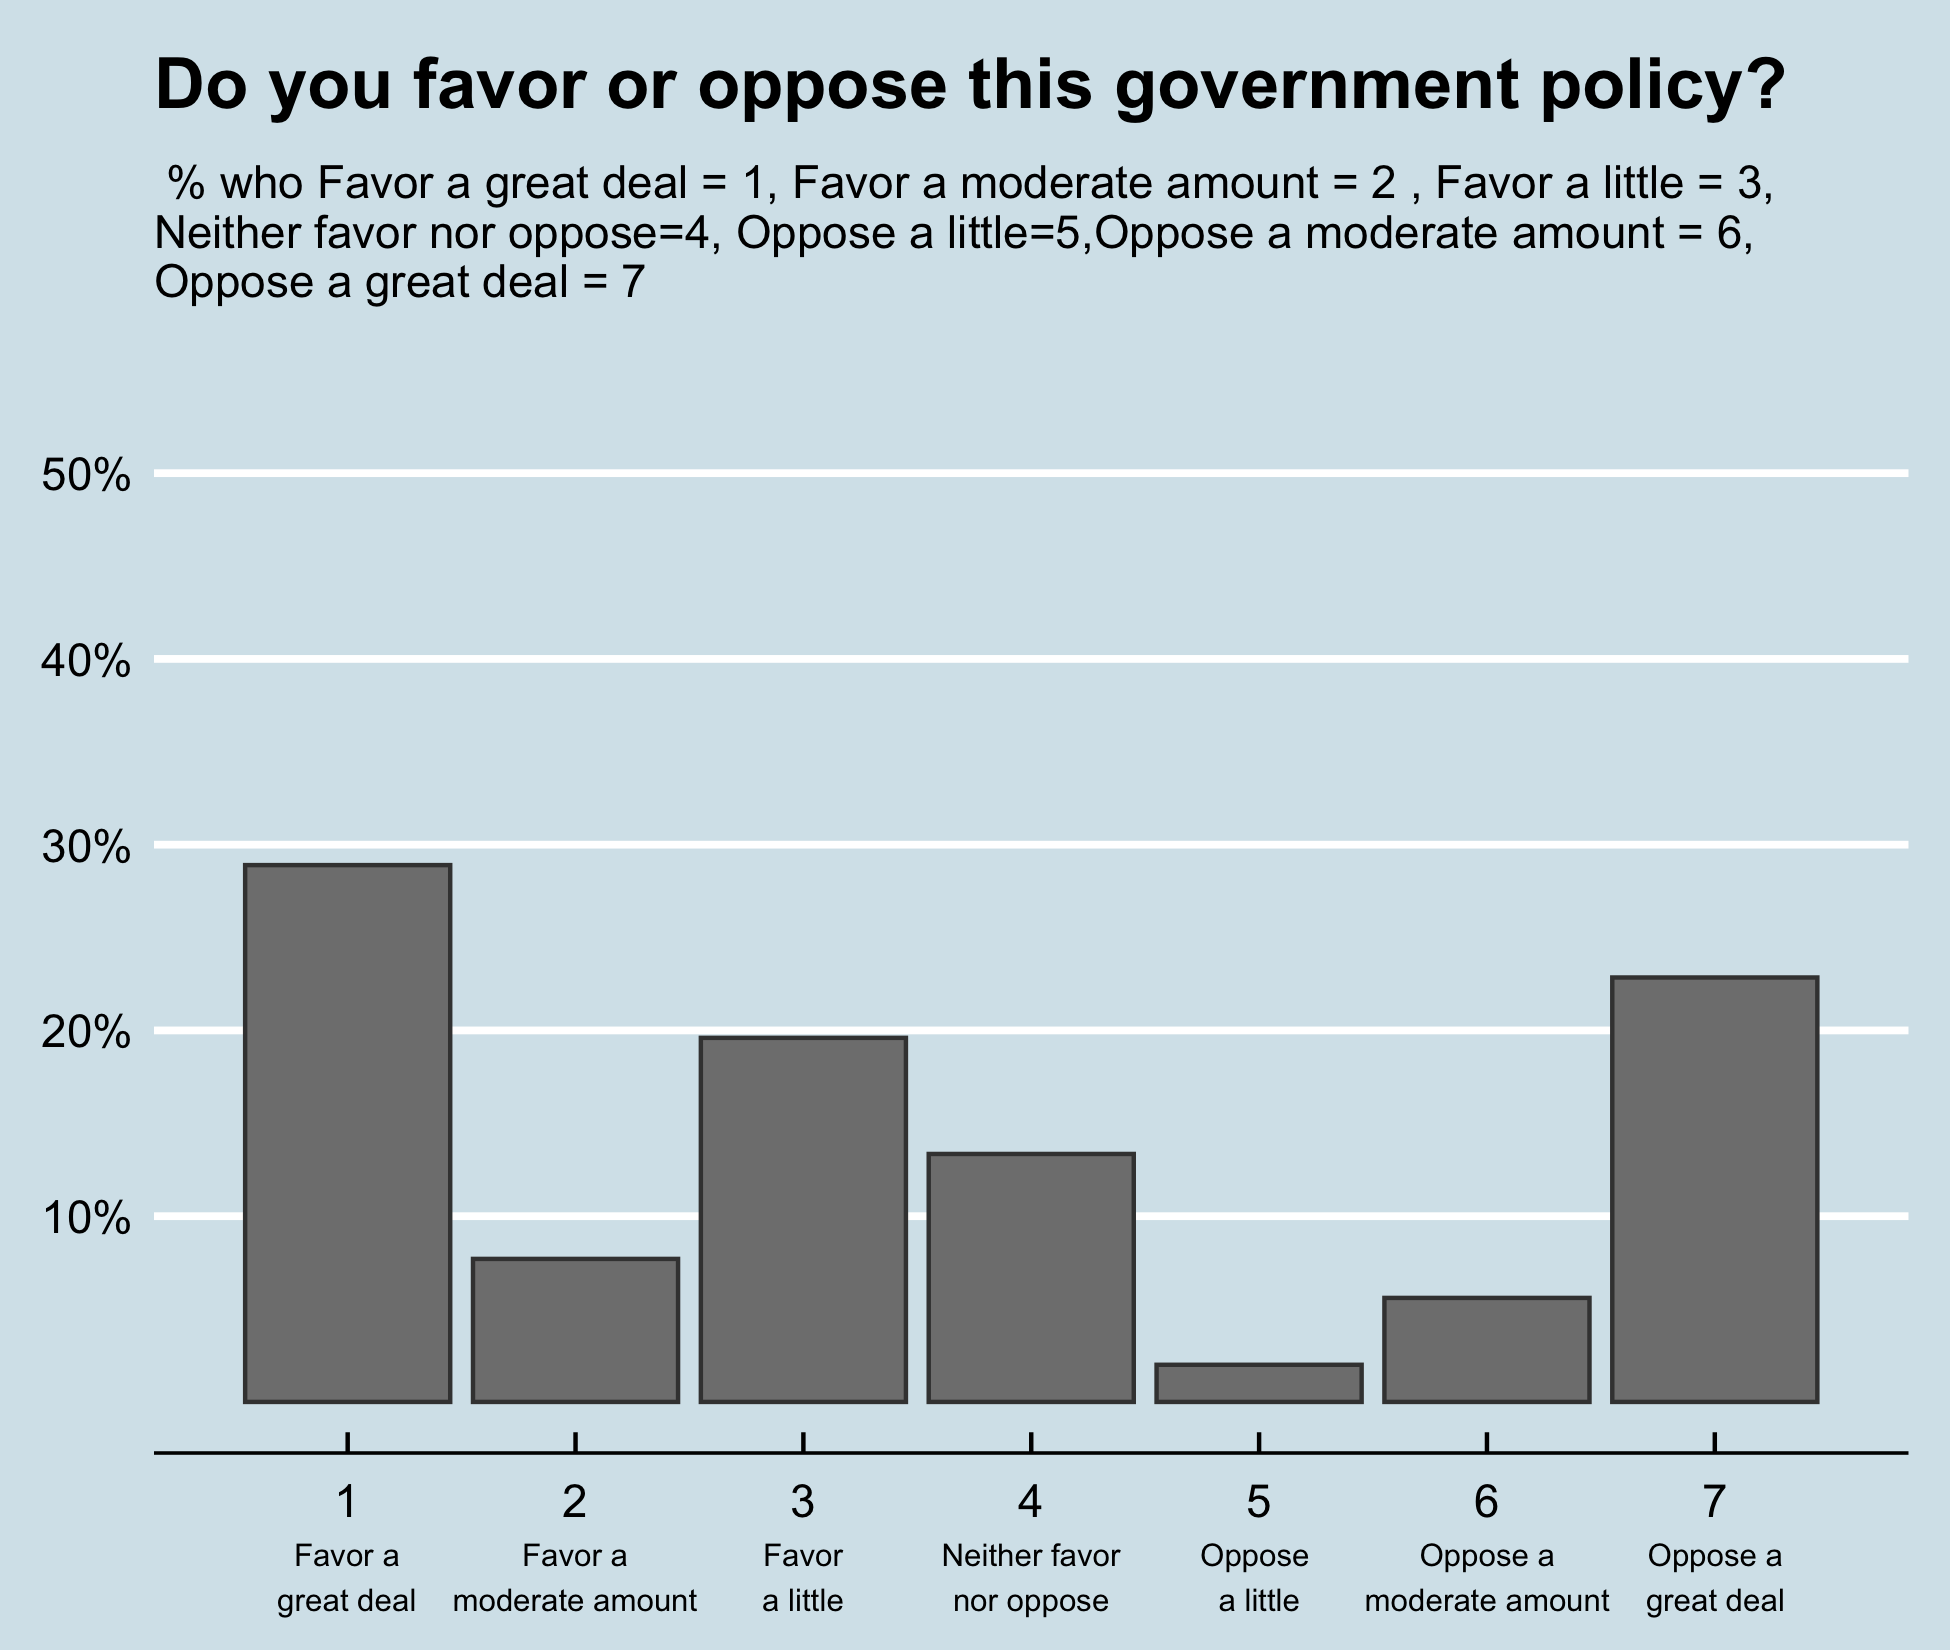 Do you favor or oppose this government policy?
% who Favor a great deal = 1, Favor a moderate amount = 2 , Favor a little = 3,
Neither favor nor oppose=4, Oppose a little=5,Oppose a moderate amount = 6,
Oppose a great deal = 7
50%
40%
30%
20%
10%
1 2 3 4 5 6 7
Favor a Favor a Favor Neither favor Oppose Oppose a Oppose a
great deal moderate amount a little nor oppose a little moderate amount great deal